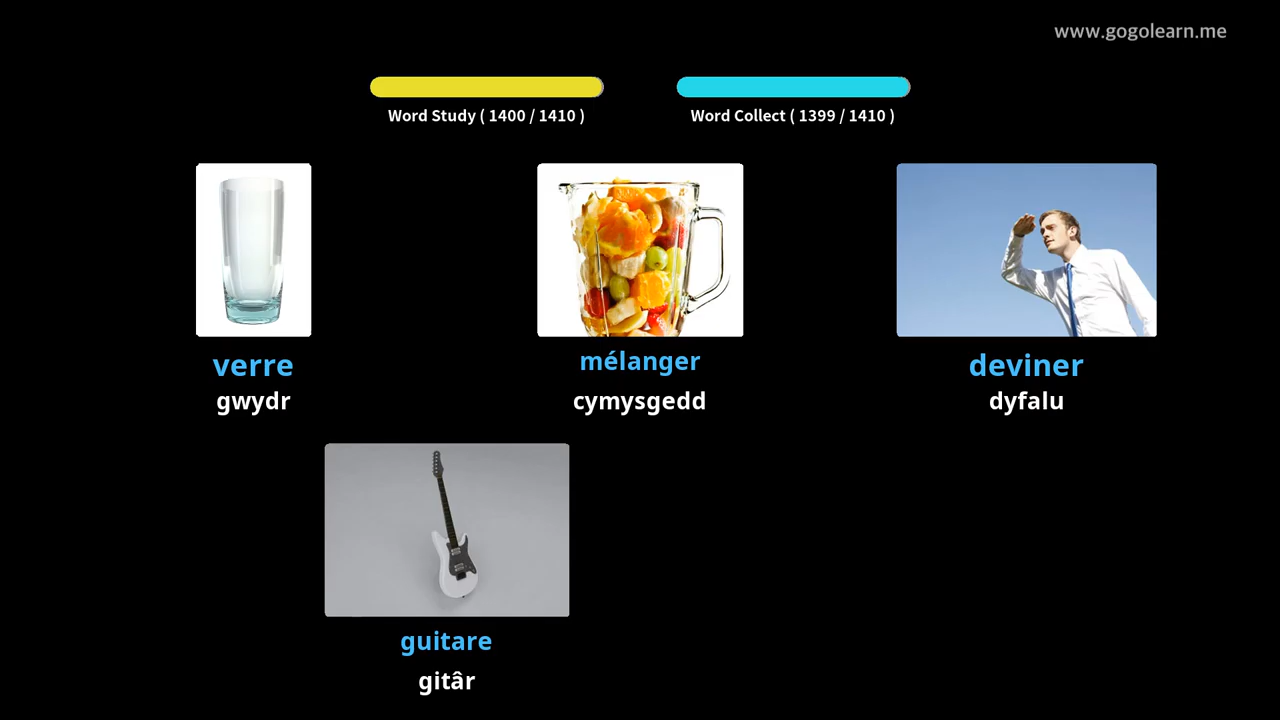 www.gogolearn.me
Word Study ( 1400 / 1410 )
Word Collect ( 1399 / 1410 )
verre
gwydr
mélanger
cymysgedd
deviner
dyfalu
guitare
gitâr